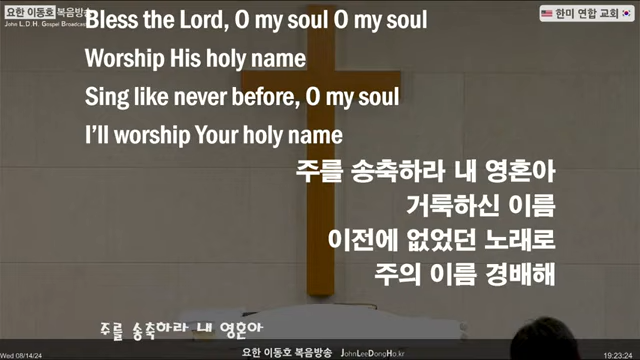 요한 이동호 복음방송
John L.D.H. Gospel Broadcast
한미 연합 교회
Bless the Lord, O my soul O my soul
Worship His holy name
Sing like never before, O my soul
I'll worship Your holy name
주를 송축하라 내 영혼아
거룩하신 이름
이전에 없었던 노래로
주의 이름 경배해
주를 송축하라 내 영혼아
Wed 08/14/24
요한 이동호 복음방송 JohnLeeDongHo.kr
19:23:24